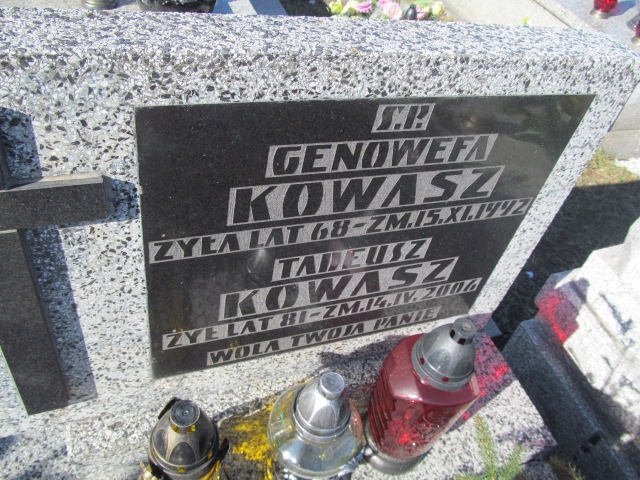 Ś.P.
GENOWEFA
KOWASZ
ŻYŁA LAT 68-ZM.15.XI.1992
TADEUSZ
KOWASZ
ŻYŁ LAT 81-ZM.14.IV.2006
WOLA TWOJA PANIE